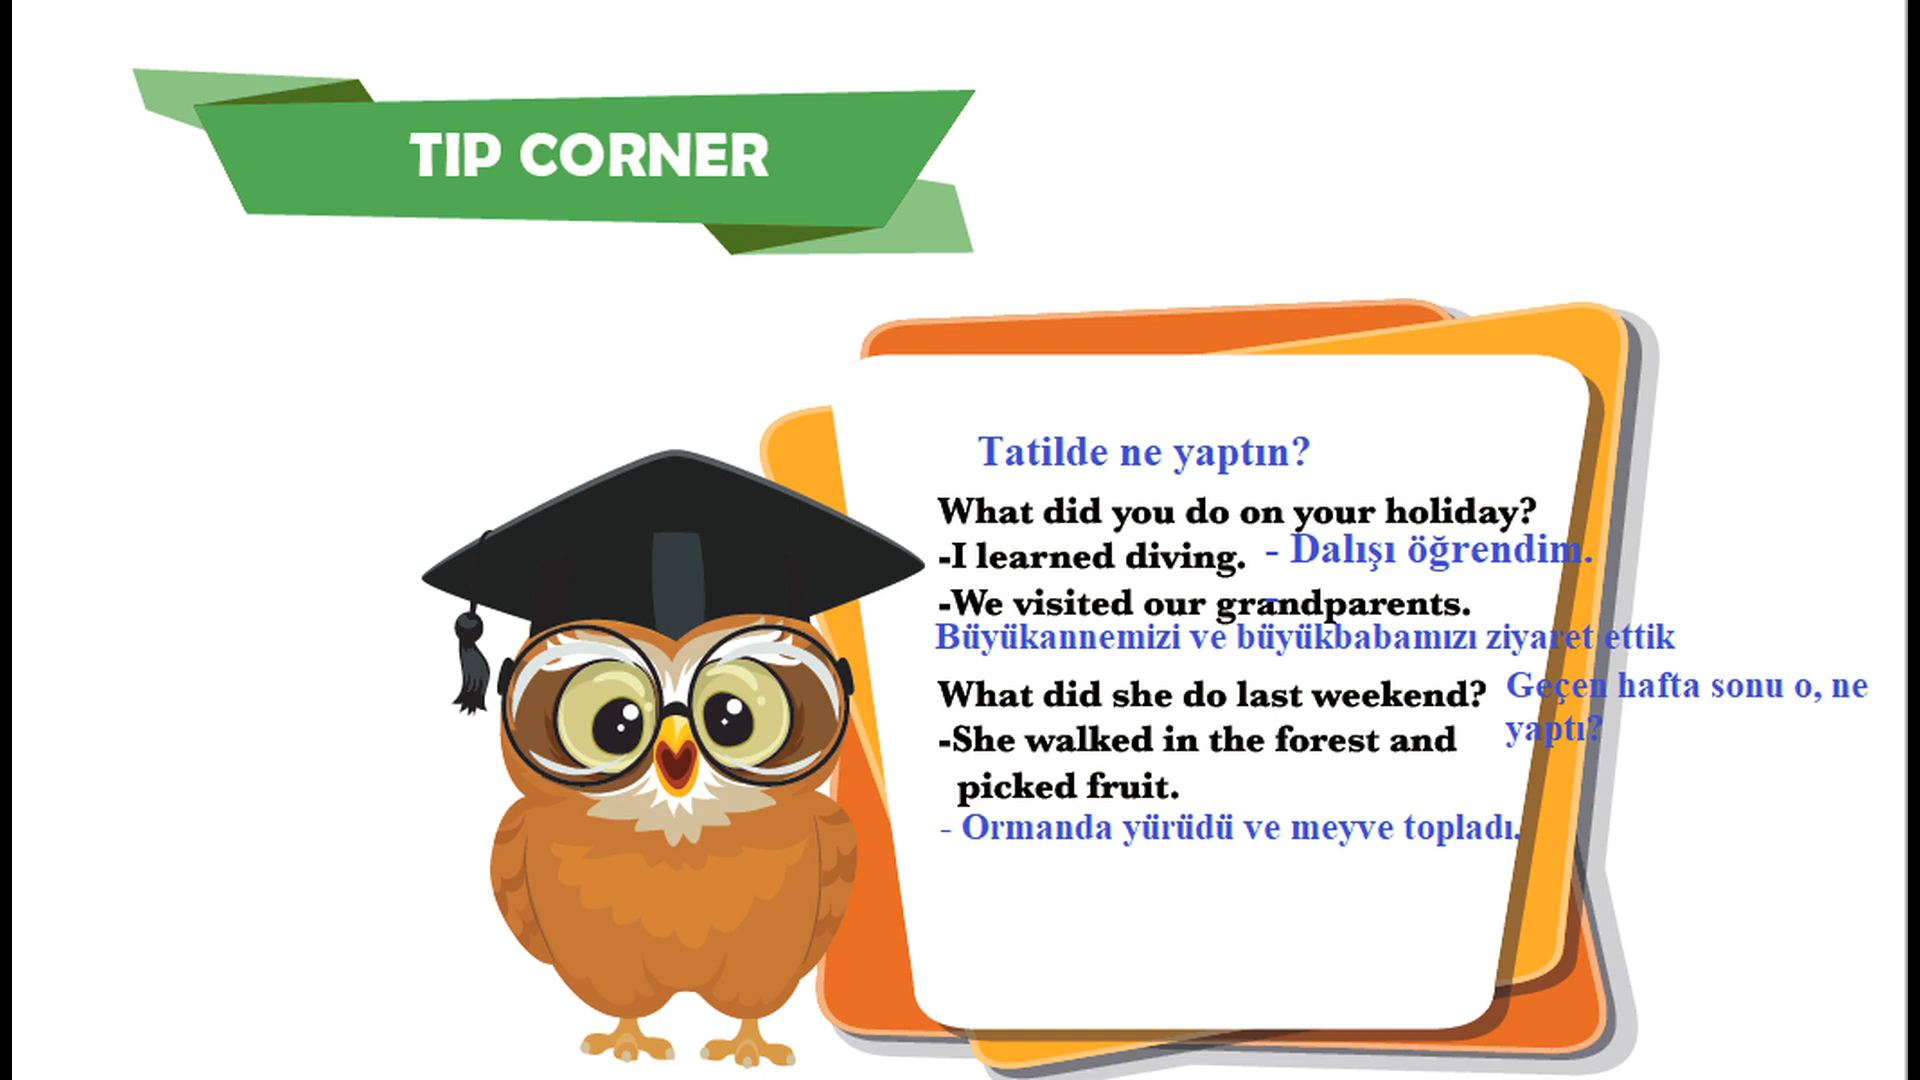 TIP CORNER
Tatilde ne yaptın?
What did you do on your holiday?
-I learned diving. - Dalışı öğrendim.
-We visited our grandparents.
-
Büyükannemizi ve büyükbabamızı ziyaret ettik
What did she do last weekend? Geçen hafta sonu o, ne
yaptı?
-She walked in the forest and
picked fruit.
- Ormanda yürüdü ve meyve topladı.